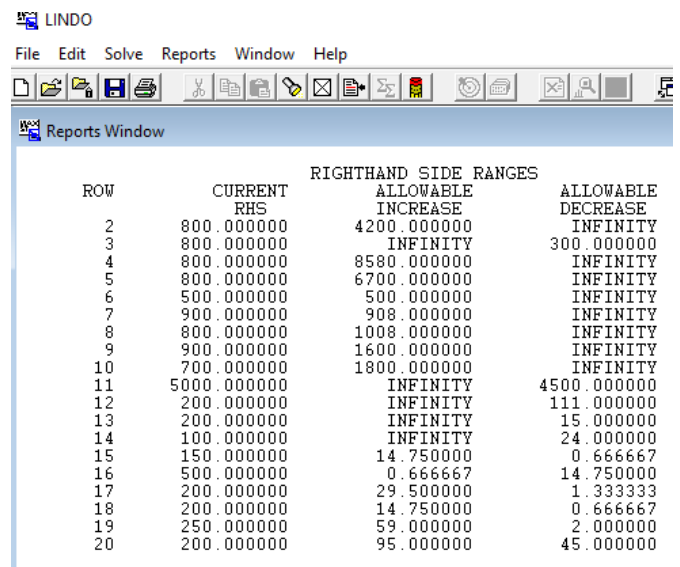 LINDO
File Edit Solve Reports Window Help
Reports Window
RIGHTHAND SIDE RANGES
ROW CURRENT ALLOWABLE ALLOWABLE
RHS INCREASE DECREASE
2 800.000000 4200.000000 INFINITY
3 800.000000 INFINITY 300.000000
4 800.000000 8580.000000 INFINITY
5 800.000000 6700.000000 INFINITY
6 500.000000 500.000000 INFINITY
7 900.000000 908.000000 INFINITY
8 800.000000 1008.000000 INFINITY
9 900.000000 1600.000000 INFINITY
10 700.000000 1800.000000 INFINITY
11 5000.000000 INFINITY 4500.000000
12 200.000000 INFINITY 111.000000
13 200.000000 INFINITY 15.000000
14 100.000000 INFINITY 24.000000
15 150.000000 14.750000 0.666667
16 500.000000 0.666667 14.750000
17 200.000000 29.500000 1.333333
18 200.000000 14.750000 0.666667
19 250.000000 59.000000 2.000000
20 200.000000 95.000000 45.000000